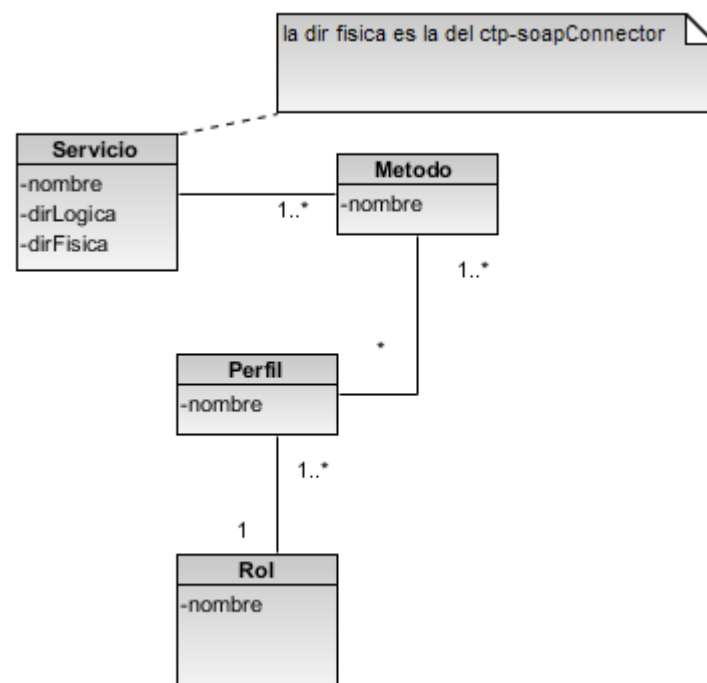 la dir fisica es la del ctp-soapConnector
Servicio
-nombre
-dirLogica
-dirFisica
Metodo
-nombre
1..*
1..*
*
Perfil
-nombre
1..*
1
Rol
-nombre